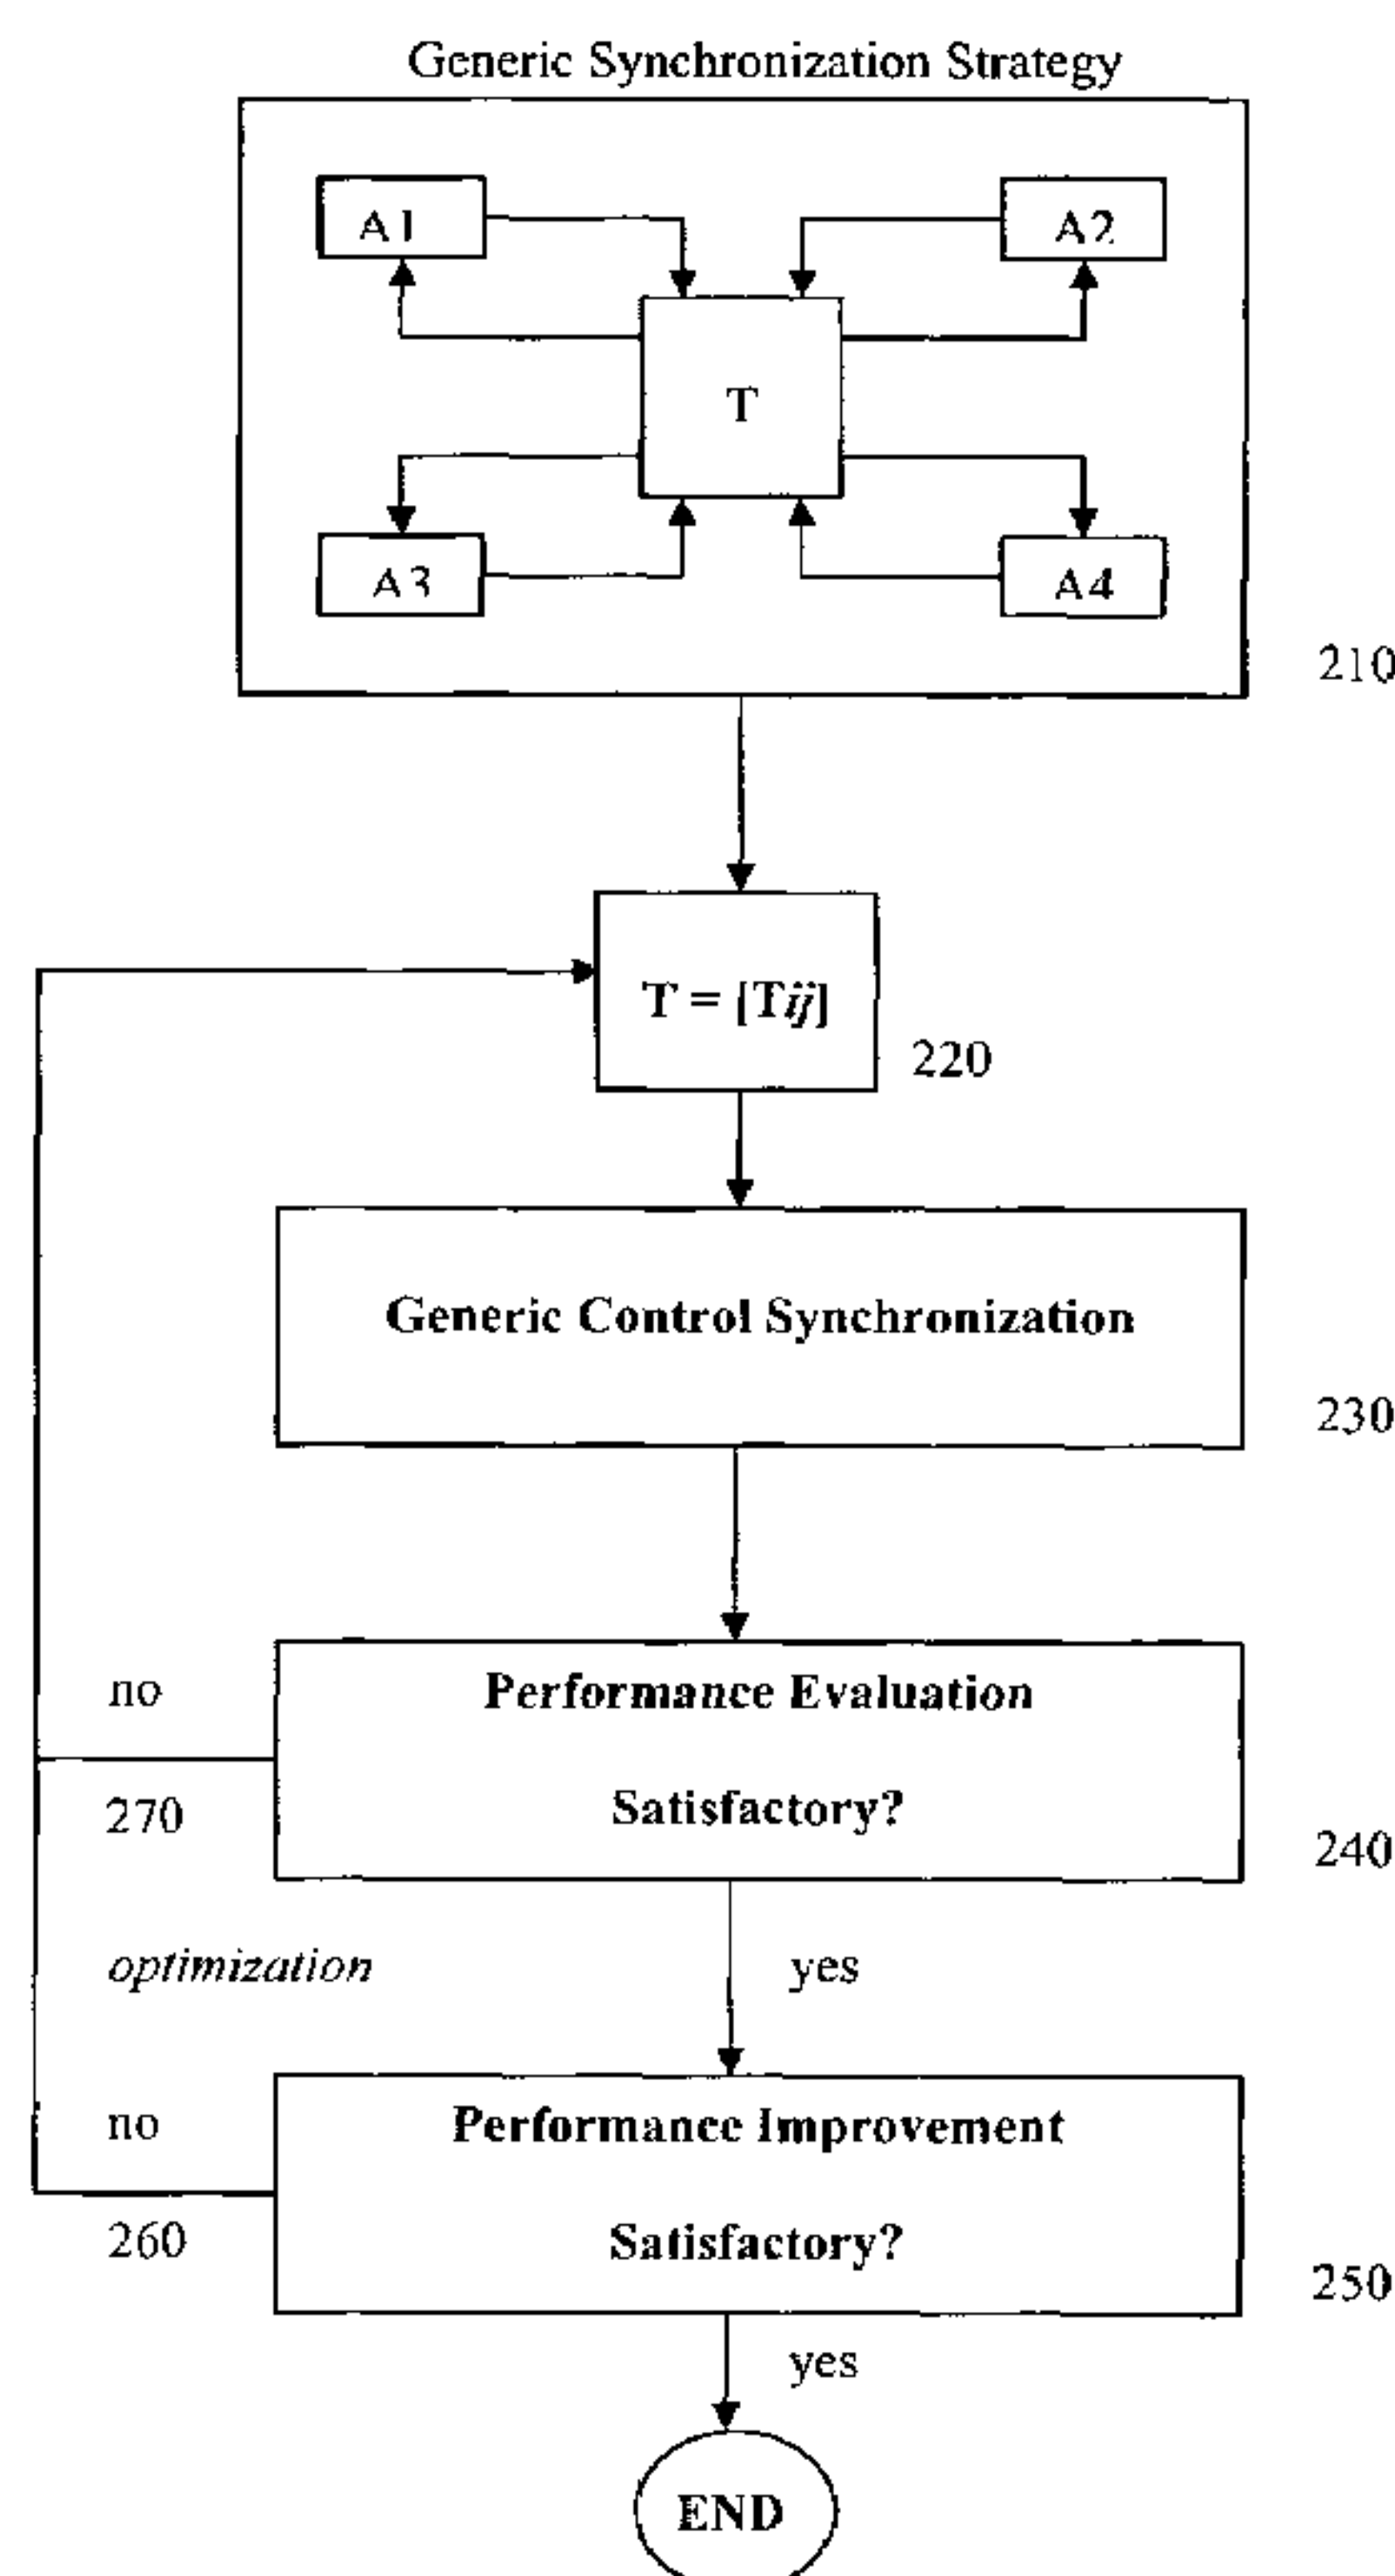 Generic Synchronization Strategy
A1
A2
T
A3
A4
210
T = [Tij]
220
Generic Control Synchronization
230
no
Performance Evaluation
Satisfactory?
270
240
optimization
yes
no
Performance Improvement
Satisfactory?
260
250
yes
END